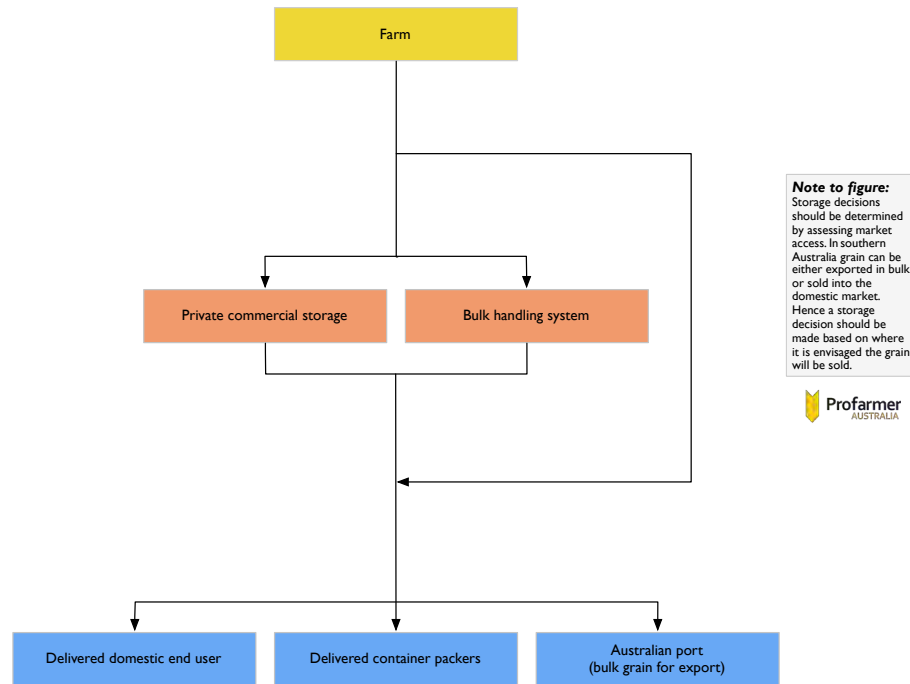 Farm
Private commercial storage
Bulk handling system
Note to figure:
Storage decisions
should be determined
by assessing market
access. In southern
Australia grain can be
either exported in bulk
or sold into the
domestic market.
Hence a storage
decision should be
made based on where
it is envisaged the grain
will be sold.
Profarmer
AUSTRALIA
Delivered domestic end user
Delivered container packers
Australian port
(bulk grain for export)